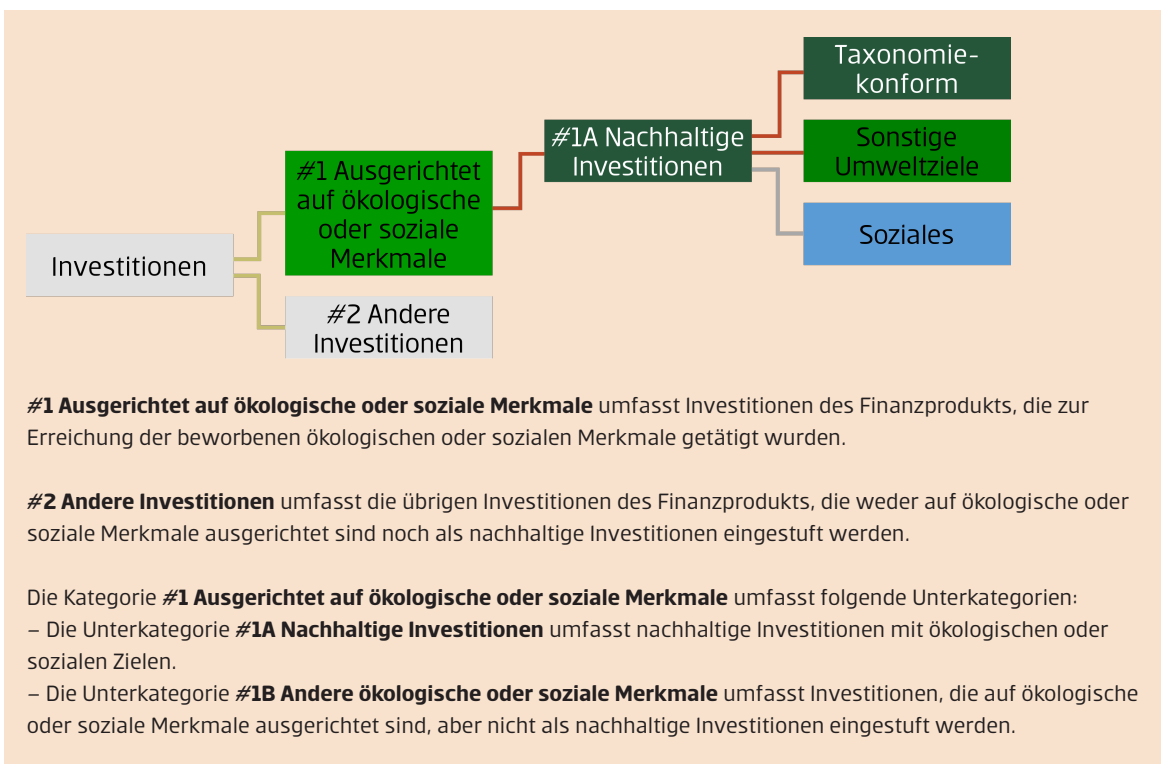 Taxonomie-
konform
#1A Nachhaltige
Investitionen
Sonstige
Umweltziele
#1 Ausgerichtet
auf ökologische
oder soziale
Merkmale
Soziales
Investitionen
#2 Andere
Investitionen
#1 Ausgerichtet auf ökologische oder soziale Merkmale umfasst Investitionen des Finanzprodukts, die zur
Erreichung der beworbenen ökologischen oder sozialen Merkmale getätigt wurden.
#2 Andere Investitionen umfasst die übrigen Investitionen des Finanzprodukts, die weder auf ökologische oder
soziale Merkmale ausgerichtet sind noch als nachhaltige Investitionen eingestuft werden.
Die Kategorie #1 Ausgerichtet auf ökologische oder soziale Merkmale umfasst folgende Unterkategorien:
– Die Unterkategorie #1A Nachhaltige Investitionen umfasst nachhaltige Investitionen mit ökologischen oder
sozialen Zielen.
– Die Unterkategorie #1B Andere ökologische oder soziale Merkmale umfasst Investitionen, die auf ökologische
oder soziale Merkmale ausgerichtet sind, aber nicht als nachhaltige Investitionen eingestuft werden.